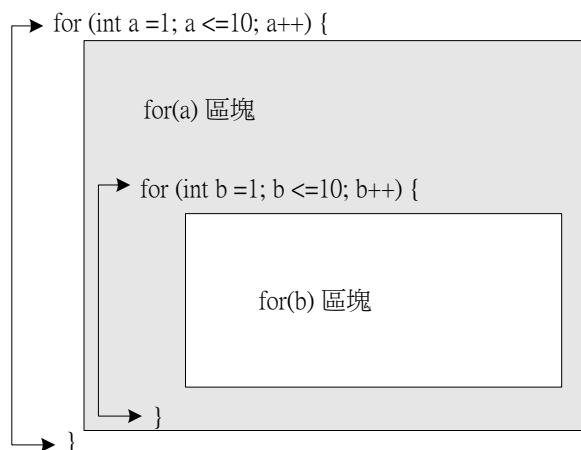 for (int a =1; a <=10; a++) {
for(a) 區塊
for (int b =1; b <=10; b++) {
for(b) 區塊
}
}